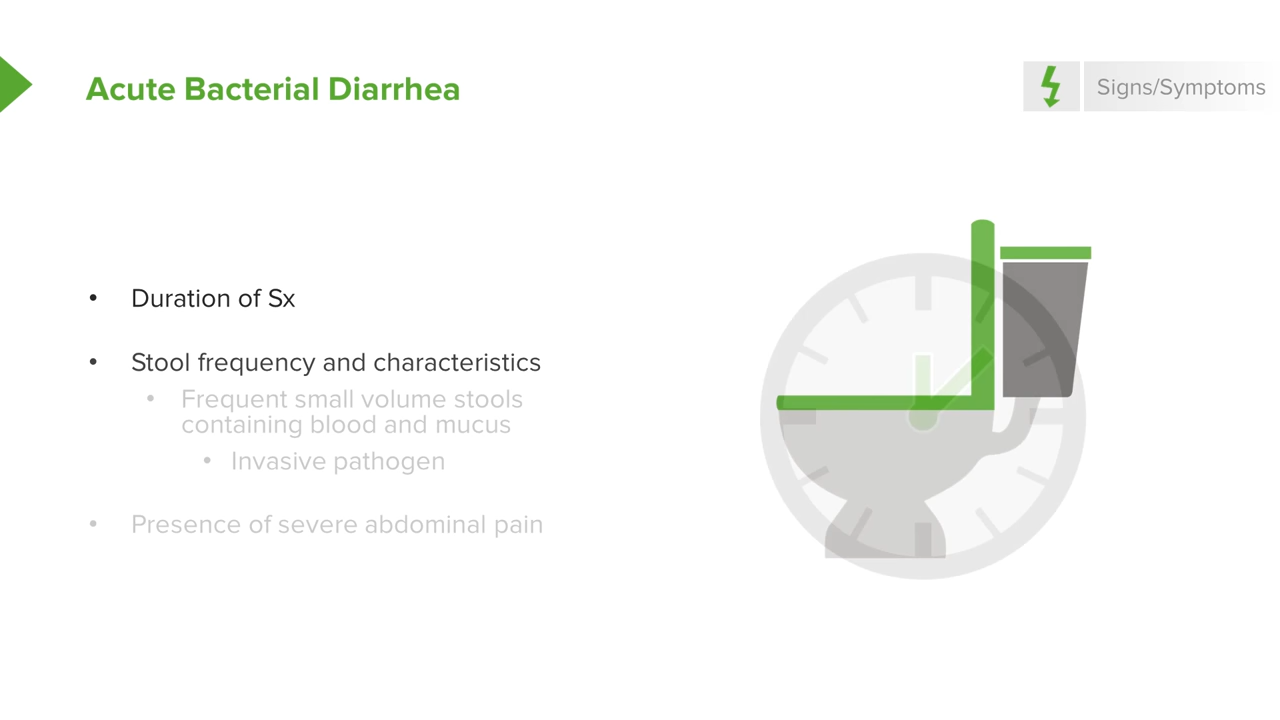 Acute Bacterial Diarrhea
Signs/Symptoms
• Duration of Sx
• Stool frequency and characteristics
• Frequent small volume stools
containing blood and mucus
• Invasive pathogen
• Presence of severe abdominal pain